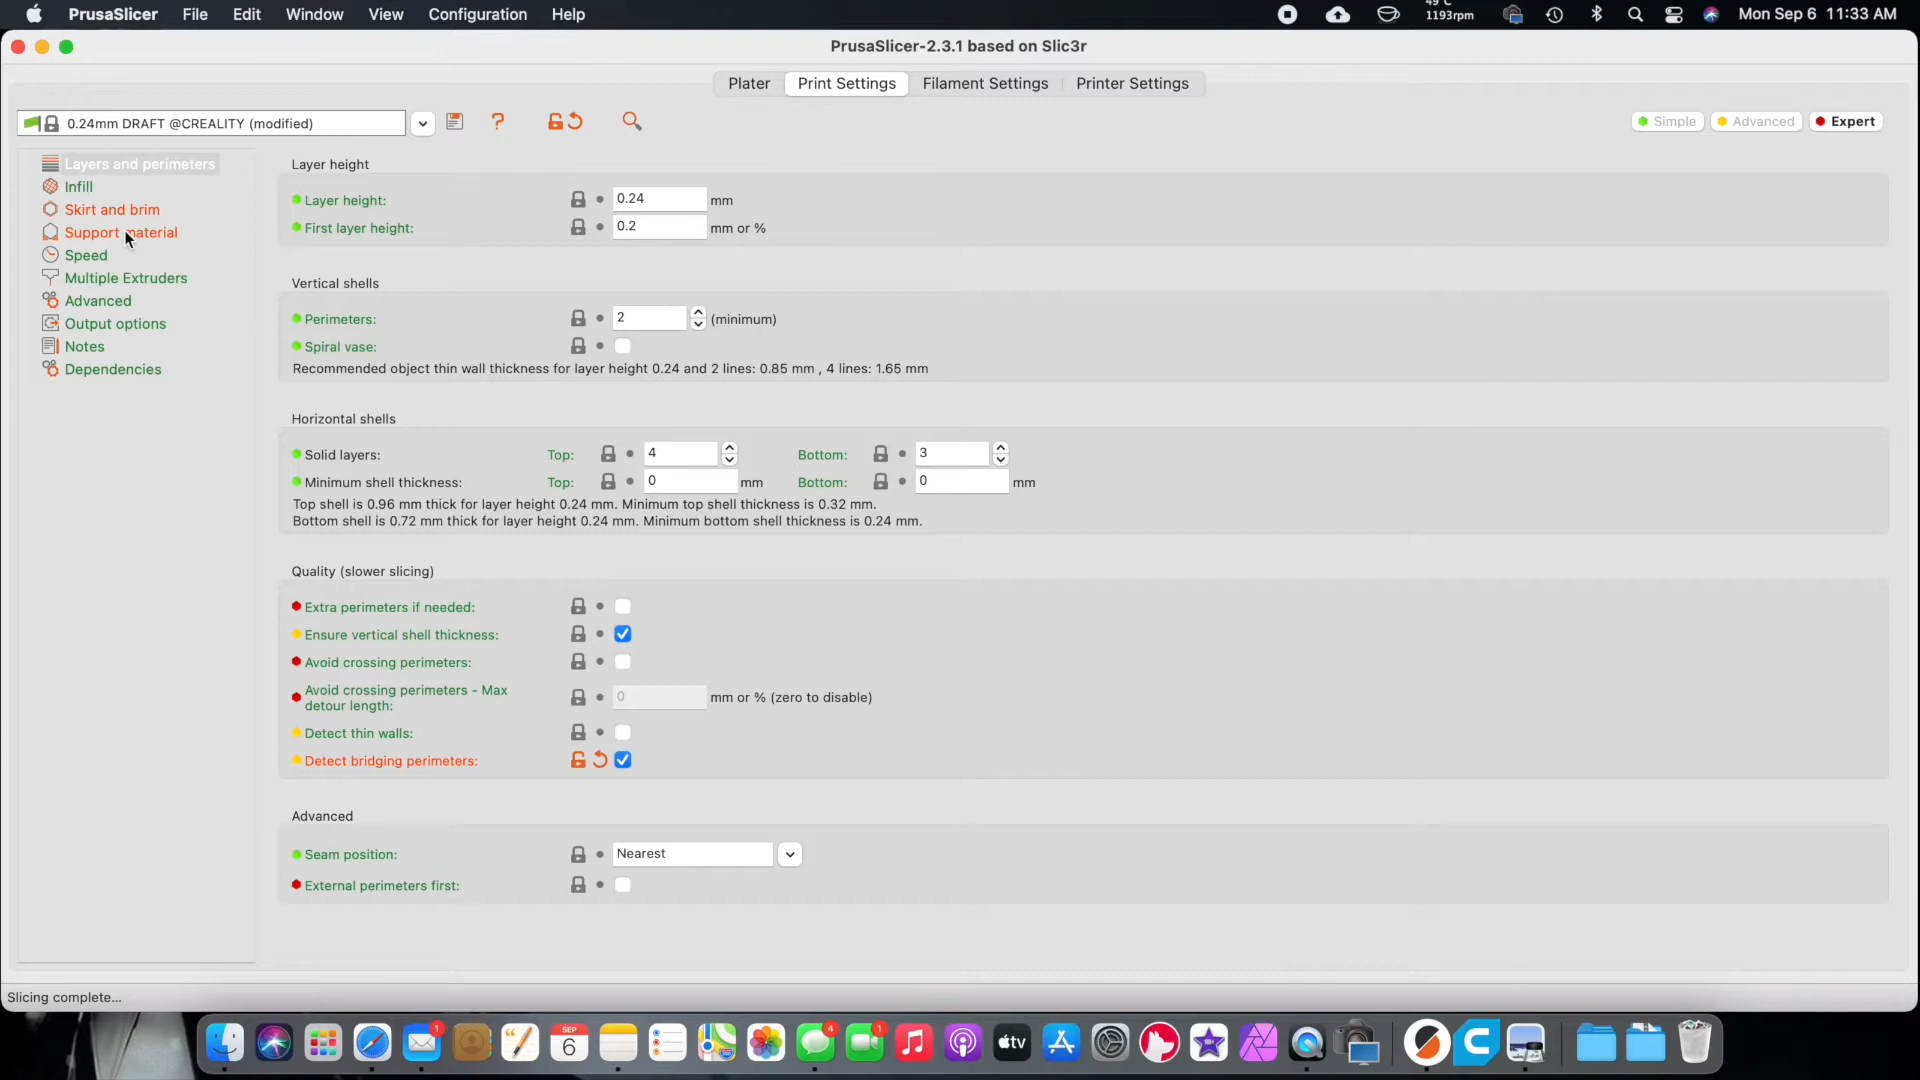 PrusaSlicer File Edit Window View Configuration Help 49°C 1193rpm Mon Sep 6 11:33 AM
PrusaSlicer-2.3.1 based on Slic3r
Plater Print Settings Filament Settings Printer Settings
0.24mm DRAFT @CREALITY (modified) ? Simple Advanced Expert
Layers and perimeters
Infill
Skirt and brim
Support material
Speed
Multiple Extruders
Advanced
Output options
Notes
Dependencies
Layer height
Layer height: 0.24 mm
First layer height: 0.2 mm or %
Vertical shells
Perimeters: 2 (minimum)
Spiral vase:
Recommended object thin wall thickness for layer height 0.24 and 2 lines: 0.85 mm , 4 lines: 1.65 mm
Horizontal shells
Solid layers: Top: 4 Bottom: 3
Minimum shell thickness: Top: 0 mm Bottom: 0 mm
Top shell is 0.96 mm thick for layer height 0.24 mm. Minimum top shell thickness is 0.32 mm.
Bottom shell is 0.72 mm thick for layer height 0.24 mm. Minimum bottom shell thickness is 0.24 mm.
Quality (slower slicing)
Extra perimeters if needed:
Ensure vertical shell thickness:
Avoid crossing perimeters:
Avoid crossing perimeters - Max
detour length: 0 mm or % (zero to disable)
Detect thin walls:
Detect bridging perimeters:
Advanced
Seam position: Nearest
External perimeters first:
Slicing complete...
1 SEP 6 4 1 tv